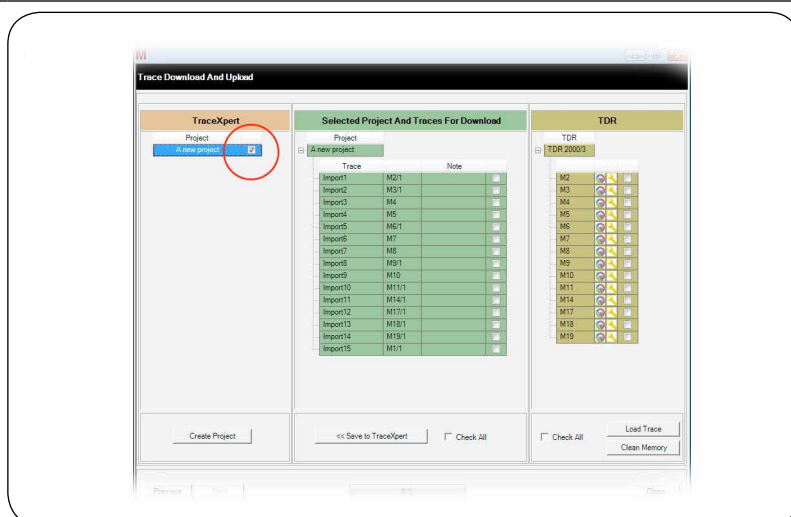 M
Trace Download And Upload
TraceXpert
Project
A new project
Create Project
Selected Project And Traces For Download
Project
A new project
Trace Note
Import1 M2/1
Import2 M3/1
Import3 M4
Import4 M5
Import5 M6/1
Import6 M7
Import7 M8
Import8 M9/1
Import9 M10
Import10 M11/1
Import11 M14/1
Import12 M17/1
Import13 M18/1
Import14 M19/1
Import15 M1/1
<< Save to TraceXpert Check All
TDR
TDR
TDR 2000/3
M2
M3
M4
M5
M6
M7
M8
M9
M10
M11
M14
M17
M18
M19
Check All
Load Trace
Clean Memory
Previous Next
0 %
Close